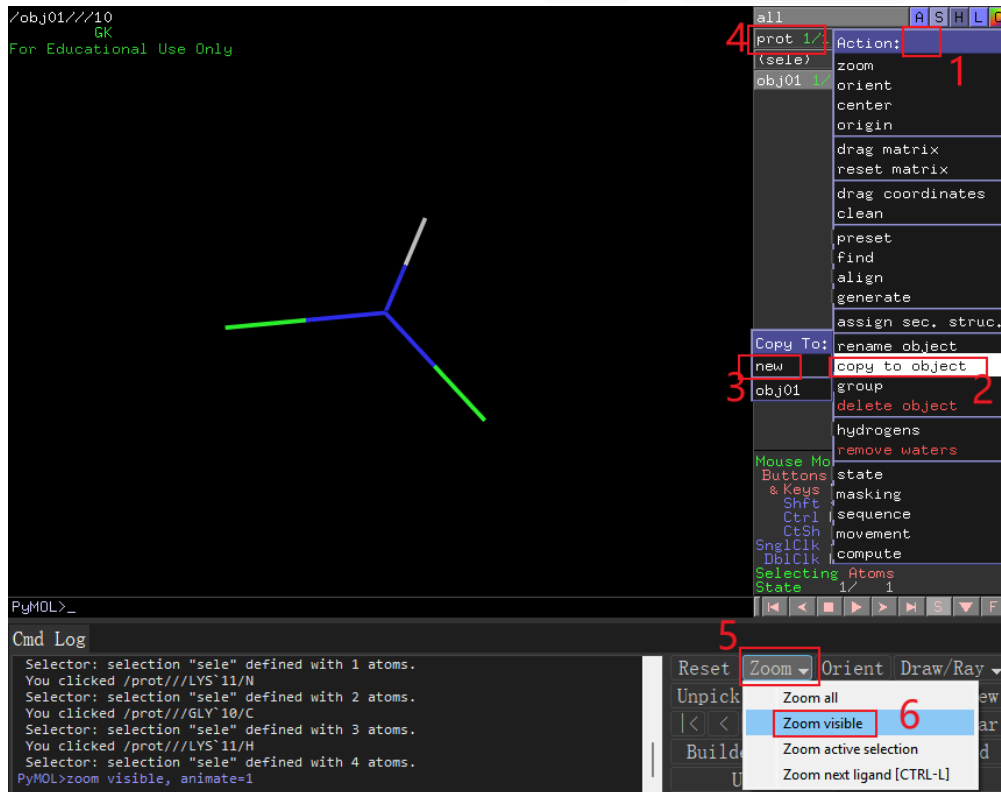 /obj01///10
GK
For Educational Use Only
all
A S H L C
4
prot 1/1
Action:
1
(sele)
zoom
obj01 1/
orient
center
origin
drag matrix
reset matrix
drag coordinates
clean
preset
find
align
generate
assign sec. struc.
Copy To:
rename object
new
copy to object
3
2
obj01
group
delete object
hydrogens
remove waters
Mouse Mo
Buttons
state
& Keys
masking
Shft
sequence
Ctrl
CtSh
movement
SnglClk
DblClk
compute
Selecting Atoms
State 1/ 1
PyMOL>_
S F
5
Cmd Log
Selector: selection "sele" defined with 1 atoms.
You clicked /prot///LYS`11/N
Selector: selection "sele" defined with 2 atoms.
You clicked /prot///GLY`10/C
Selector: selection "sele" defined with 3 atoms.
You clicked /prot///LYS`11/H
Selector: selection "sele" defined with 4 atoms.
PyMOL>zoom visible, animate=1
Reset Zoom Orient Draw/Ray
Unpick
Zoom all
ew
|< <
Zoom visible
6
ar
Builde
Zoom active selection
d
U
Zoom next ligand [CTRL-L]